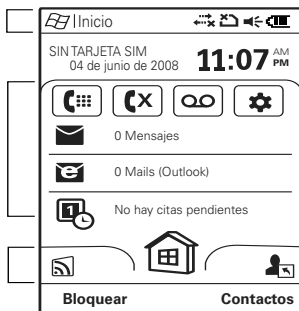 Inicio
SIN TARJETA SIM
04 de junio de 2008
11:07 AM PM
0 Mensajes
0 Mails (Outlook)
1 No hay citas pendientes
Bloquear Contactos